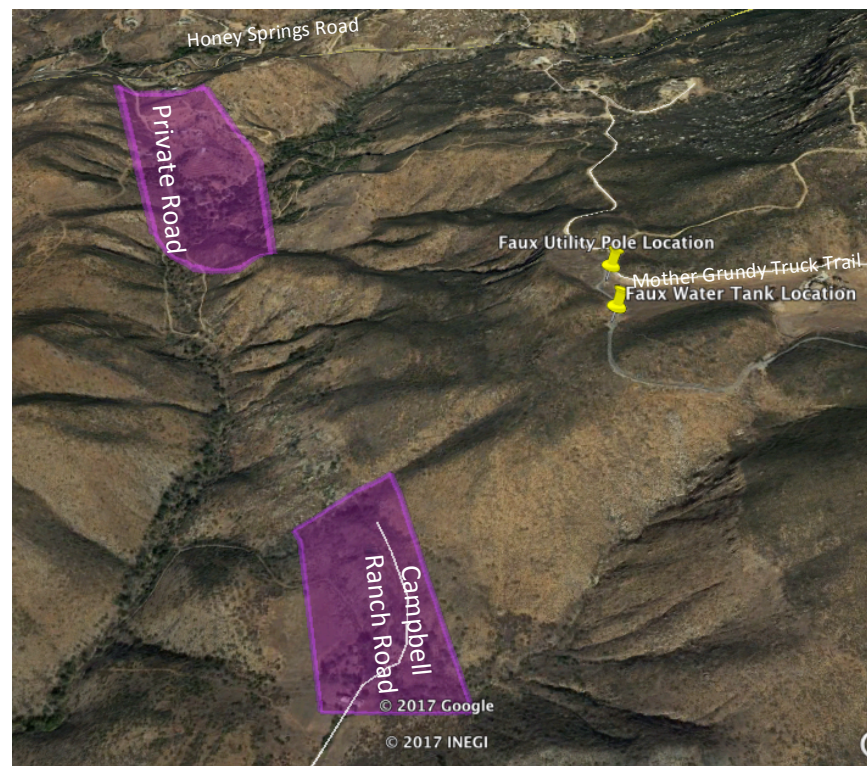 Honey Springs Road
Private Road
Faux Utility Pole Location
Mother Grundy Truck Trail
Faux Water Tank Location
Campbell
Ranch Road
© 2017 Google
© 2017 INEGI